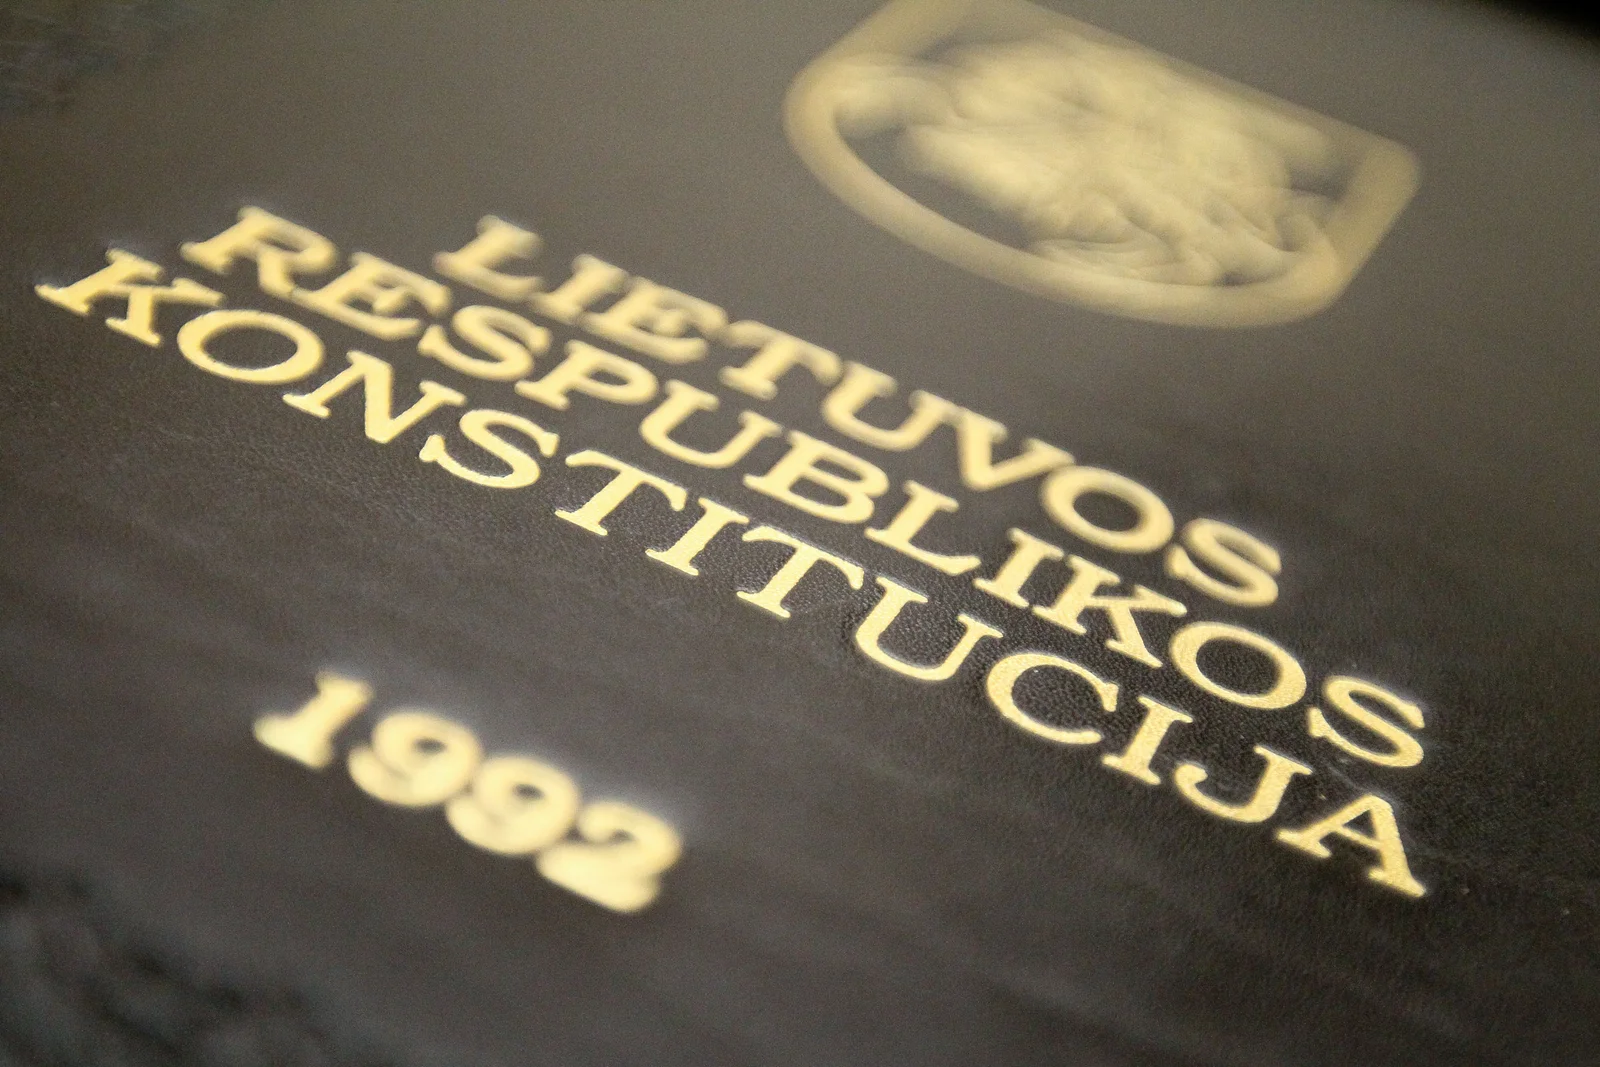 LIETUVOS
RESPUBLIKOS
KONSTITUCIJA
1992